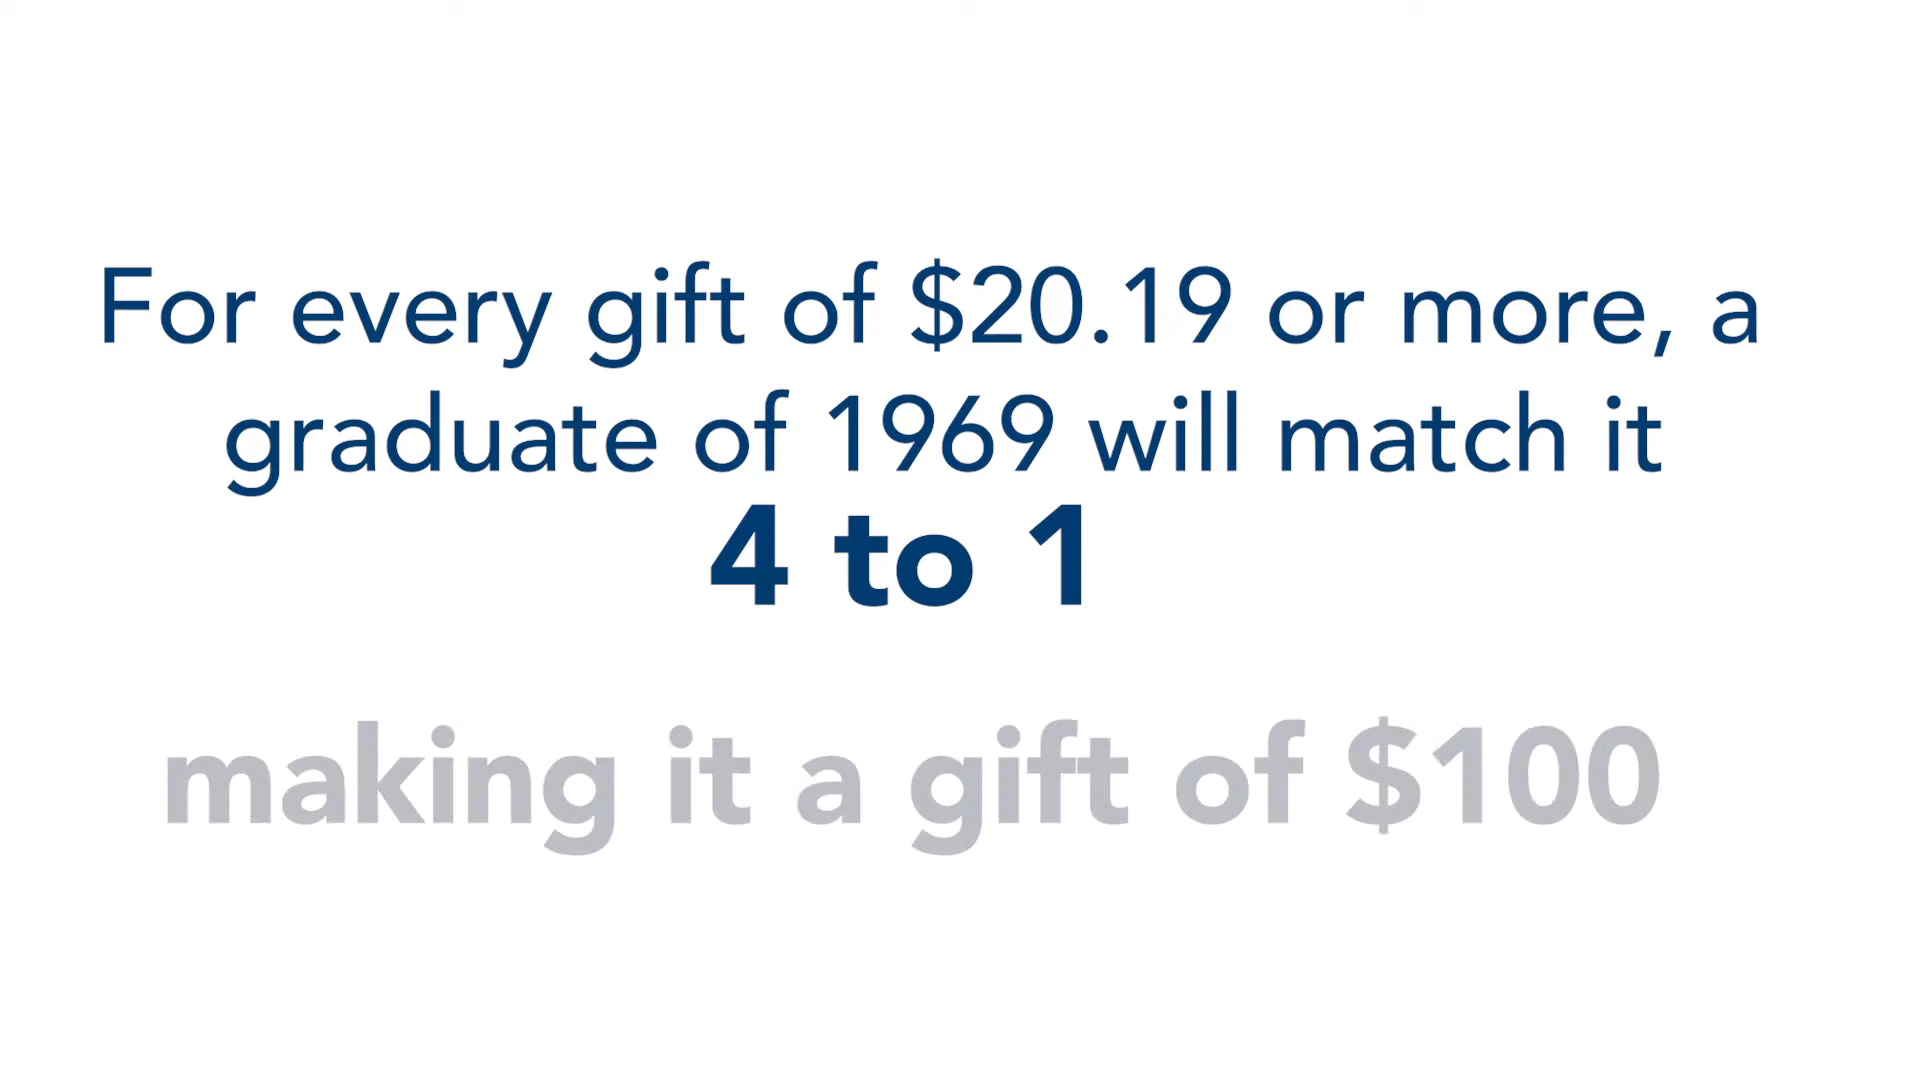 For every gift of $20.19 or more, a
graduate of 1969 will match it
4 to 1
making it a gift of $100